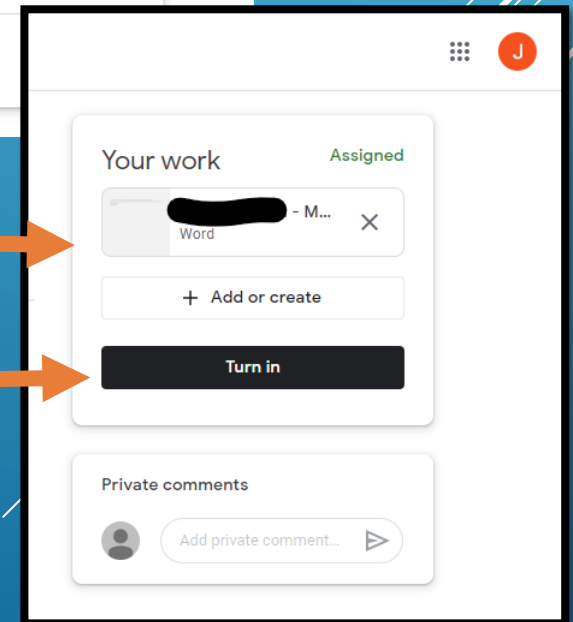 J
Your work
Assigned
- M...
Word
+ Add or create
Turn in
Private comments
Add private comment...